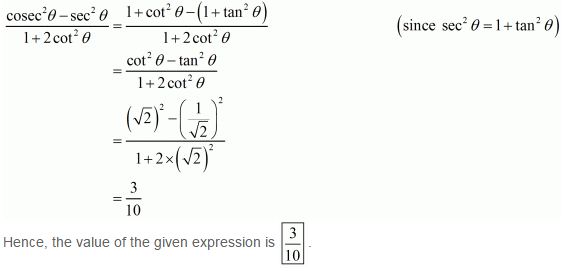 (cosec²θ − sec²θ)/(1 + 2cot²θ) = (1 + cot²θ − (1 + tan²θ))/(1 + 2cot²θ) (since sec²θ = 1 + tan²θ)
= (cot²θ − tan²θ)/(1 + 2cot²θ)
= ((√2)² − (1/√2)²)/(1 + 2×(√2)²)
= 3/10
Hence, the value of the given expression is 3/10 .